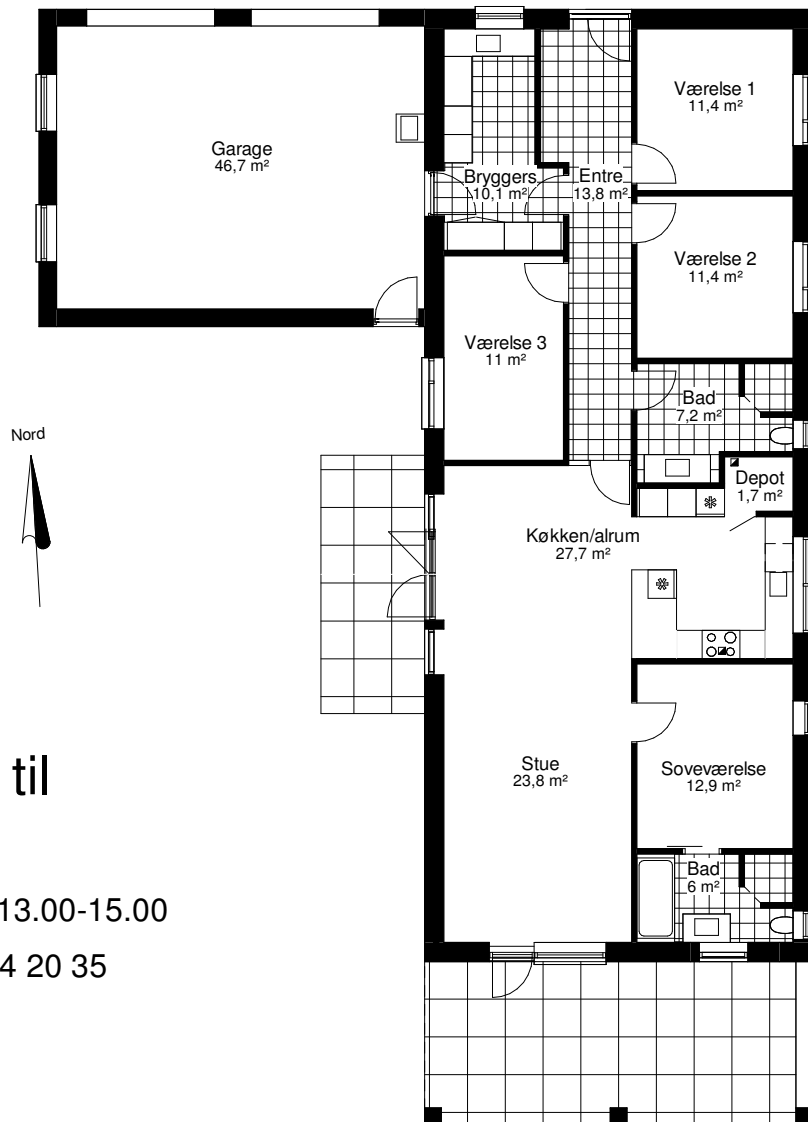 Værelse 1
11,4 m²
Garage
46,7 m²
Bryggers
10,1 m²
Entre
13,8 m²
Værelse 2
11,4 m²
Værelse 3
11 m²
Bad
7,2 m²
Nord
Depot
1,7 m²
Køkken/alrum
27,7 m²
Stue
23,8 m²
Soveværelse
12,9 m²
Bad
6 m²
til
13.00-15.00
4 20 35